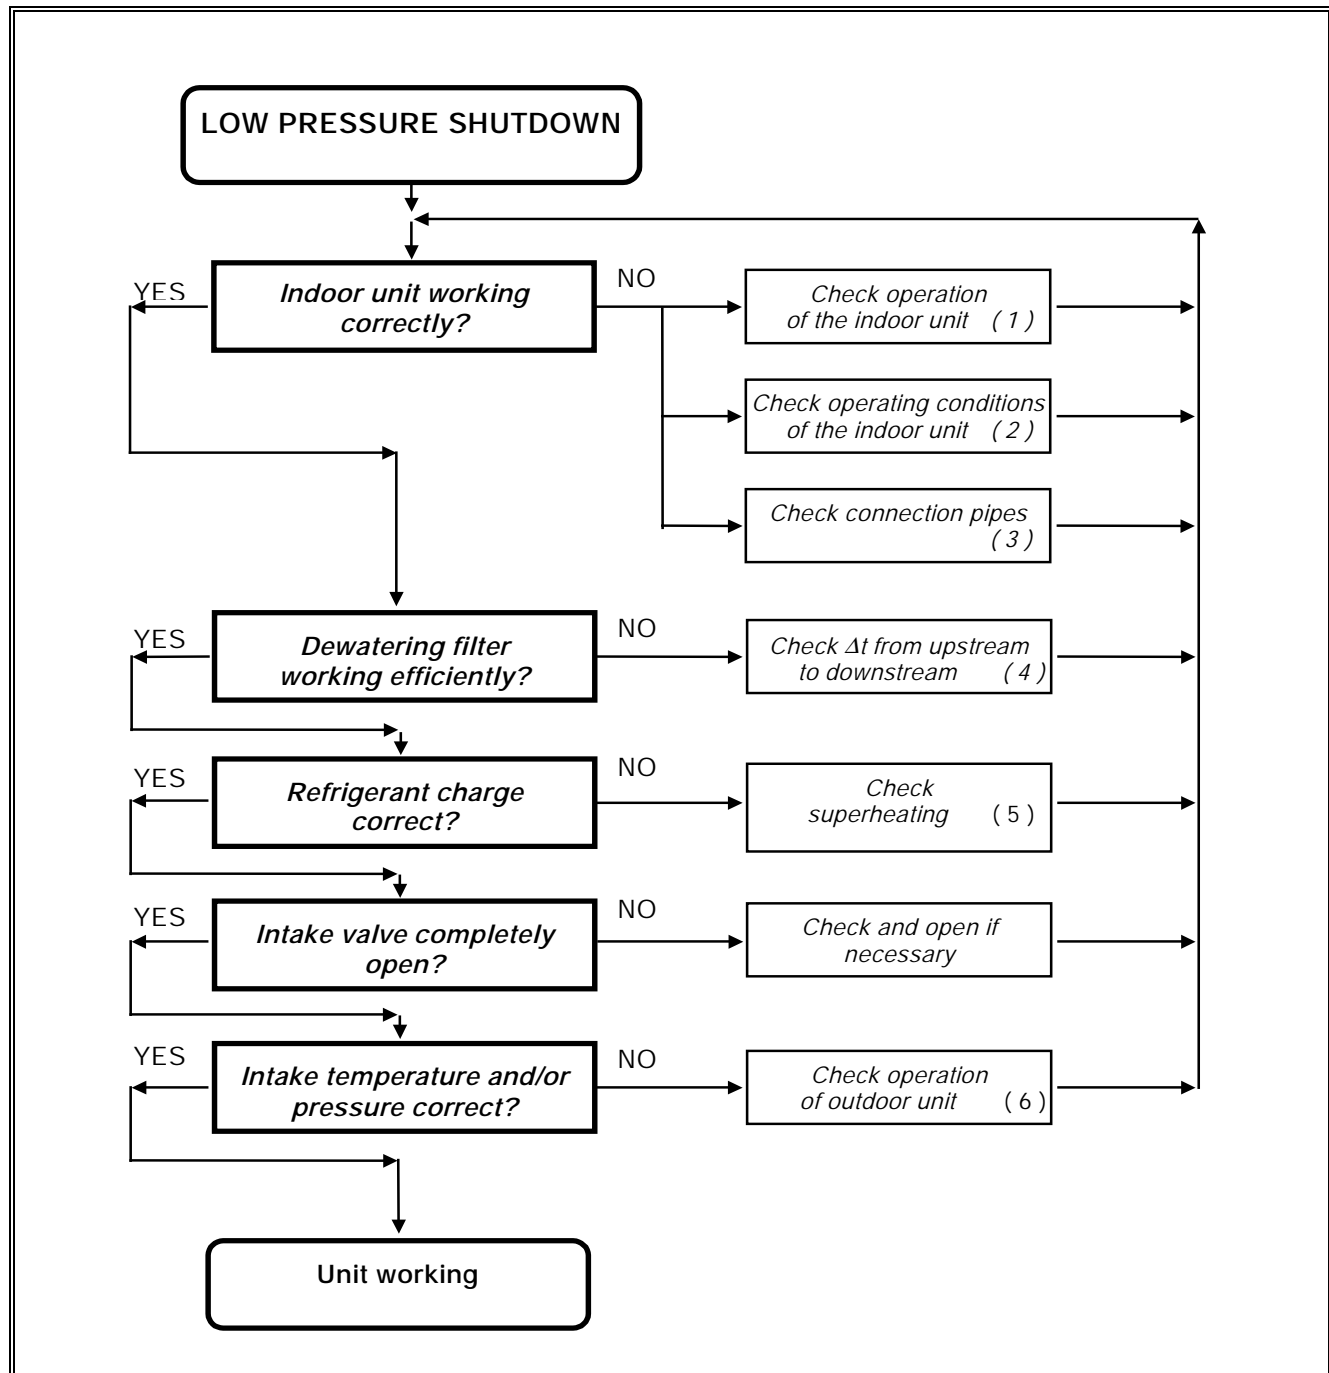 LOW PRESSURE SHUTDOWN
YES
Indoor unit working
correctly?
NO
Check operation
of the indoor unit (1)
Check operating conditions
of the indoor unit (2)
Check connection pipes
(3)
YES
Dewatering filter
working efficiently?
NO
Check Δt from upstream
to downstream (4)
YES
Refrigerant charge
correct?
NO
Check
superheating (5)
YES
Intake valve completely
open?
NO
Check and open if
necessary
YES
Intake temperature and/or
pressure correct?
NO
Check operation
of outdoor unit (6)
Unit working